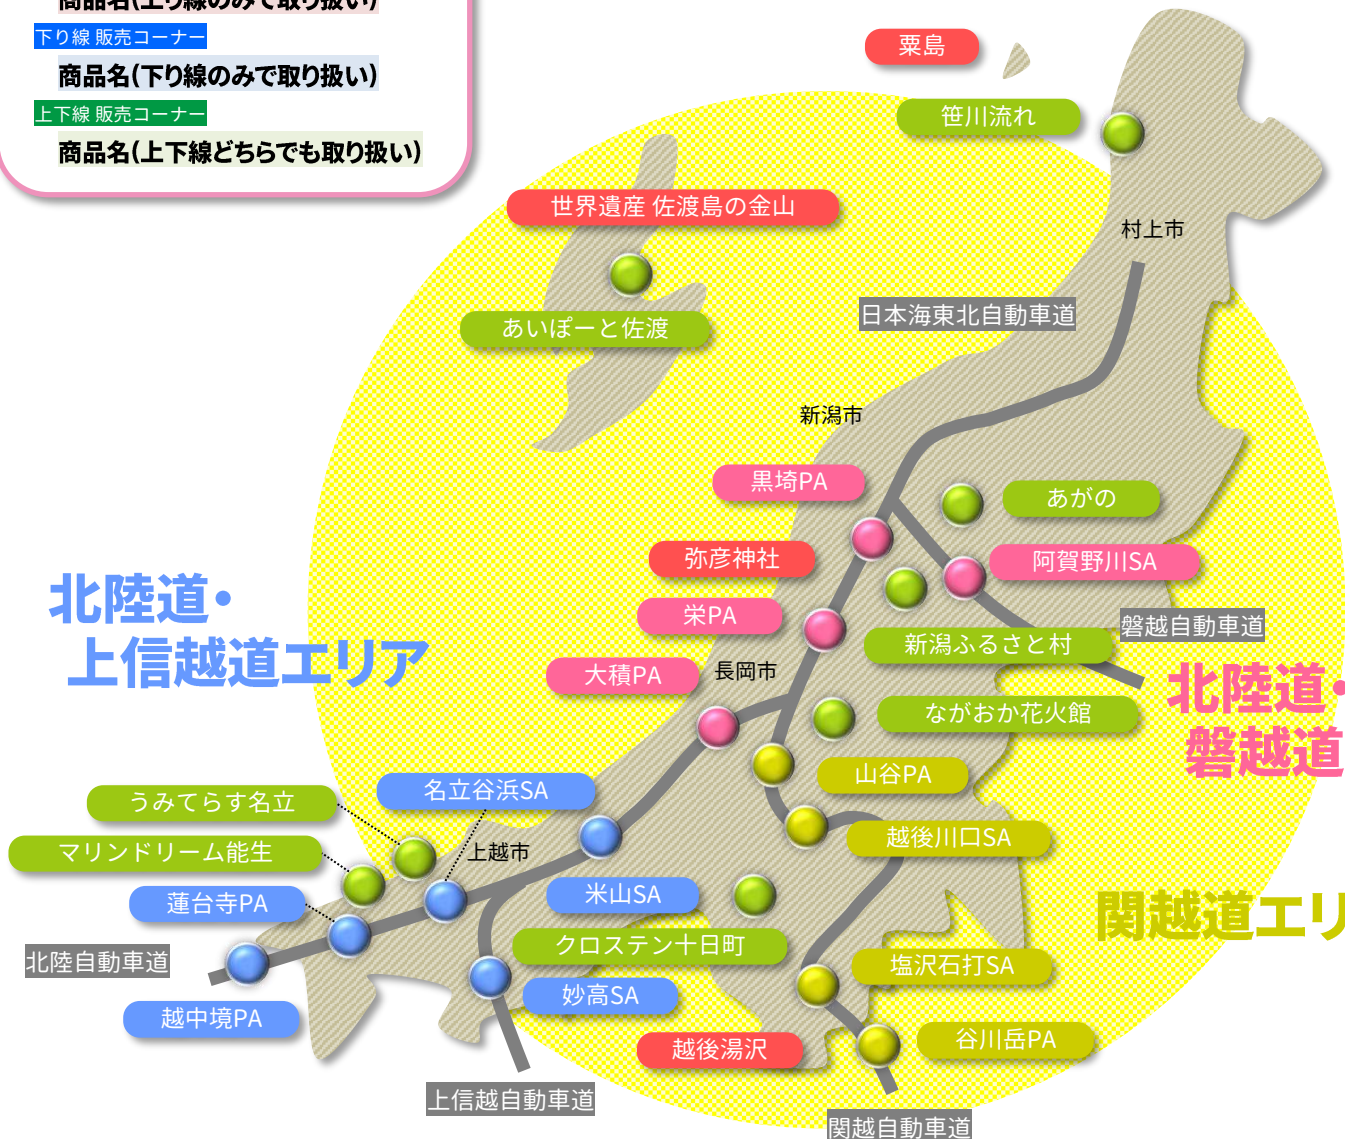 商品名(上り線のみで取り扱い)
下り線 販売コーナー
商品名(下り線のみで取り扱い)
上下線 販売コーナー
商品名(上下線どちらでも取り扱い)
粟島
笹川流れ
世界遺産 佐渡島の金山
村上市
日本海東北自動車道
あいぽーと佐渡
新潟市
黒埼PA
あがの
弥彦神社
阿賀野川SA
北陸道・
上信越道エリア
栄PA
磐越自動車道
新潟ふるさと村
大積PA
長岡市
北陸道・
磐越道
ながおか花火館
山谷PA
名立谷浜SA
うみてらす名立
越後川口SA
マリンドリーム能生
上越市
蓮台寺PA
米山SA
関越道エリ
クロステン十日町
北陸自動車道
塩沢石打SA
妙高SA
越中境PA
谷川岳PA
越後湯沢
上信越自動車道
関越自動車道